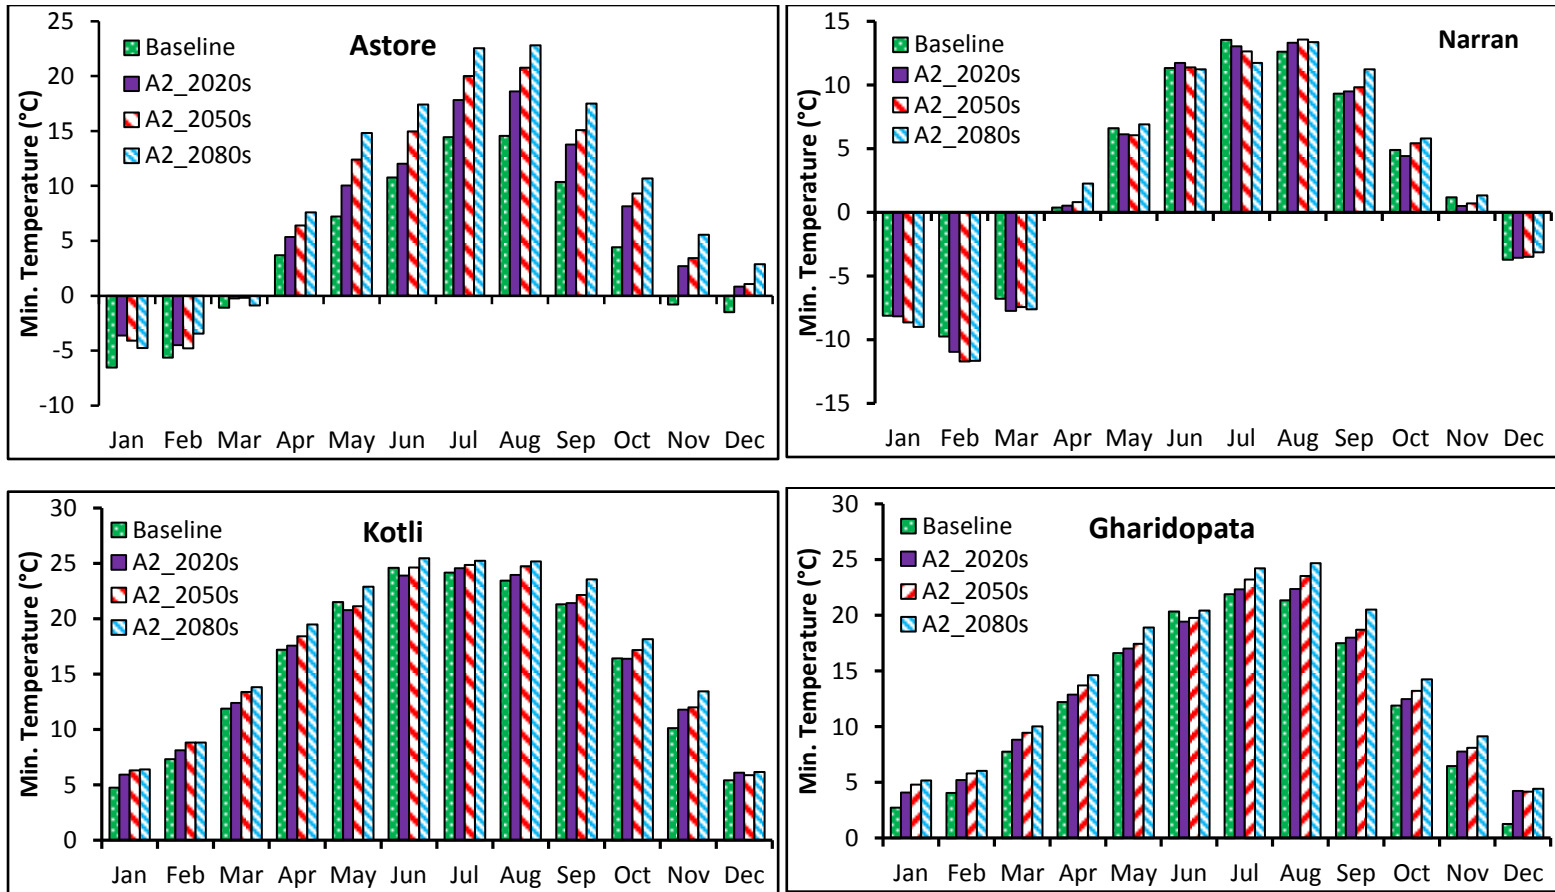 Astore
Min. Temperature (°C)
25
20
15
10
5
0
-5
-10
Baseline
A2_2020s
A2_2050s
A2_2080s
Jan Feb Mar Apr May Jun Jul Aug Sep Oct Nov Dec
Narran
Min. Temperature (°C)
15
10
5
0
-5
-10
-15
Baseline
A2_2020s
A2_2050s
A2_2080s
Jan Feb Mar Apr May Jun Jul Aug Sep Oct Nov Dec
Kotli
Min. Temperature (°C)
30
25
20
15
10
5
0
Baseline
A2_2020s
A2_2050s
A2_2080s
Jan Feb Mar Apr May Jun Jul Aug Sep Oct Nov Dec
Gharidopata
Min. Temperature (°C)
30
25
20
15
10
5
0
Baseline
A2_2020s
A2_2050s
A2_2080s
Jan Feb Mar Apr May Jun Jul Aug Sep Oct Nov Dec